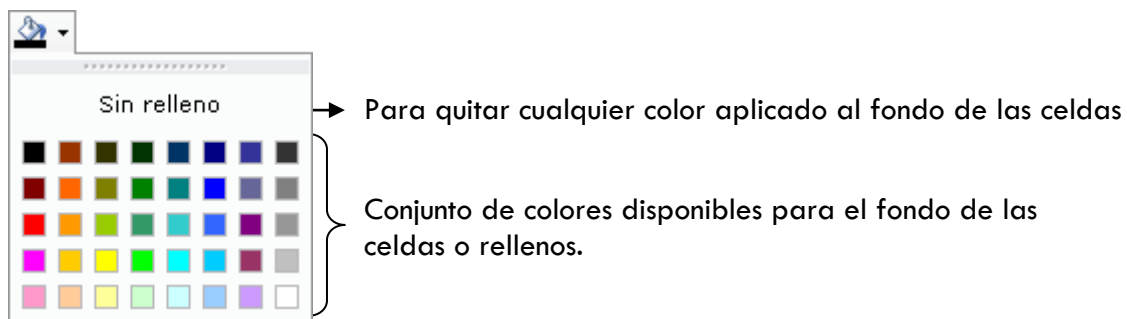 Sin relleno
Para quitar cualquier color aplicado al fondo de las celdas
Conjunto de colores disponibles para el fondo de las
celdas o rellenos.